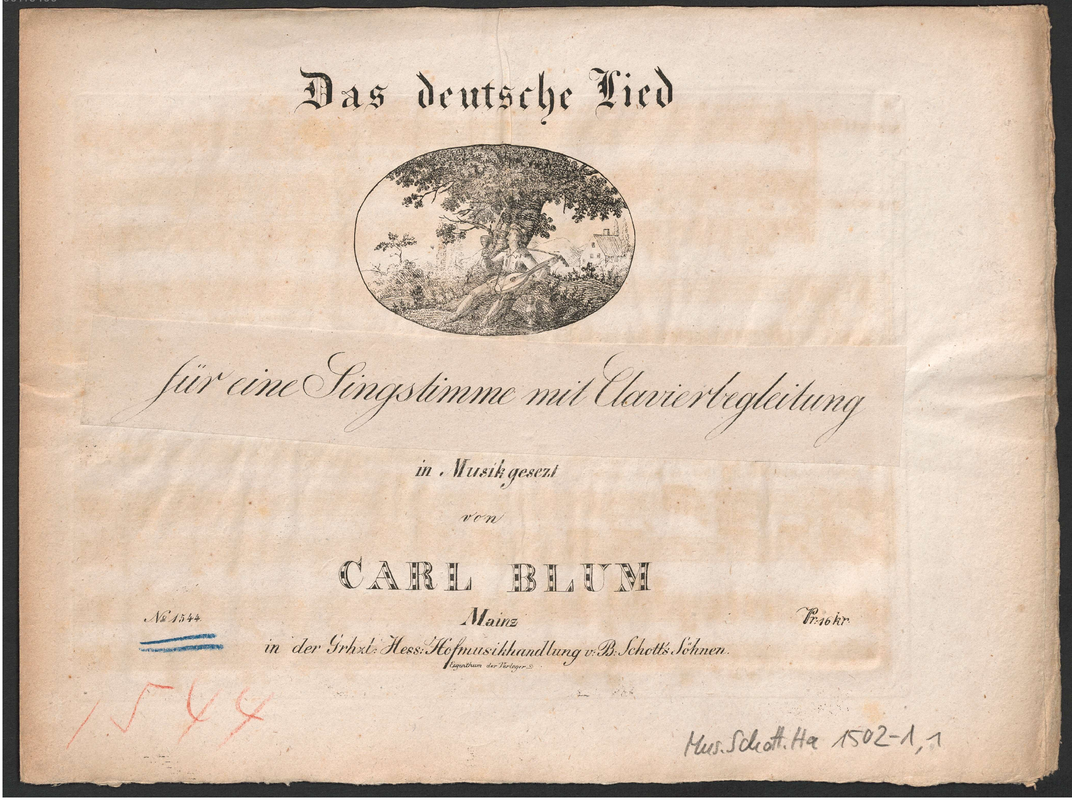 Das deutsche Lied
für eine Singstimme mit Clavierbegleitung
in Musik gesezt
von
CARL BLUM
No. 1544. Mainz Pr. 16 kr.
in der Grhzl: Hess: Hofmusikhandlung v: B. Schott's Söhnen.
Eigenthum der Verleger.
1544
Mus. Schott. Ha 1502-1,1